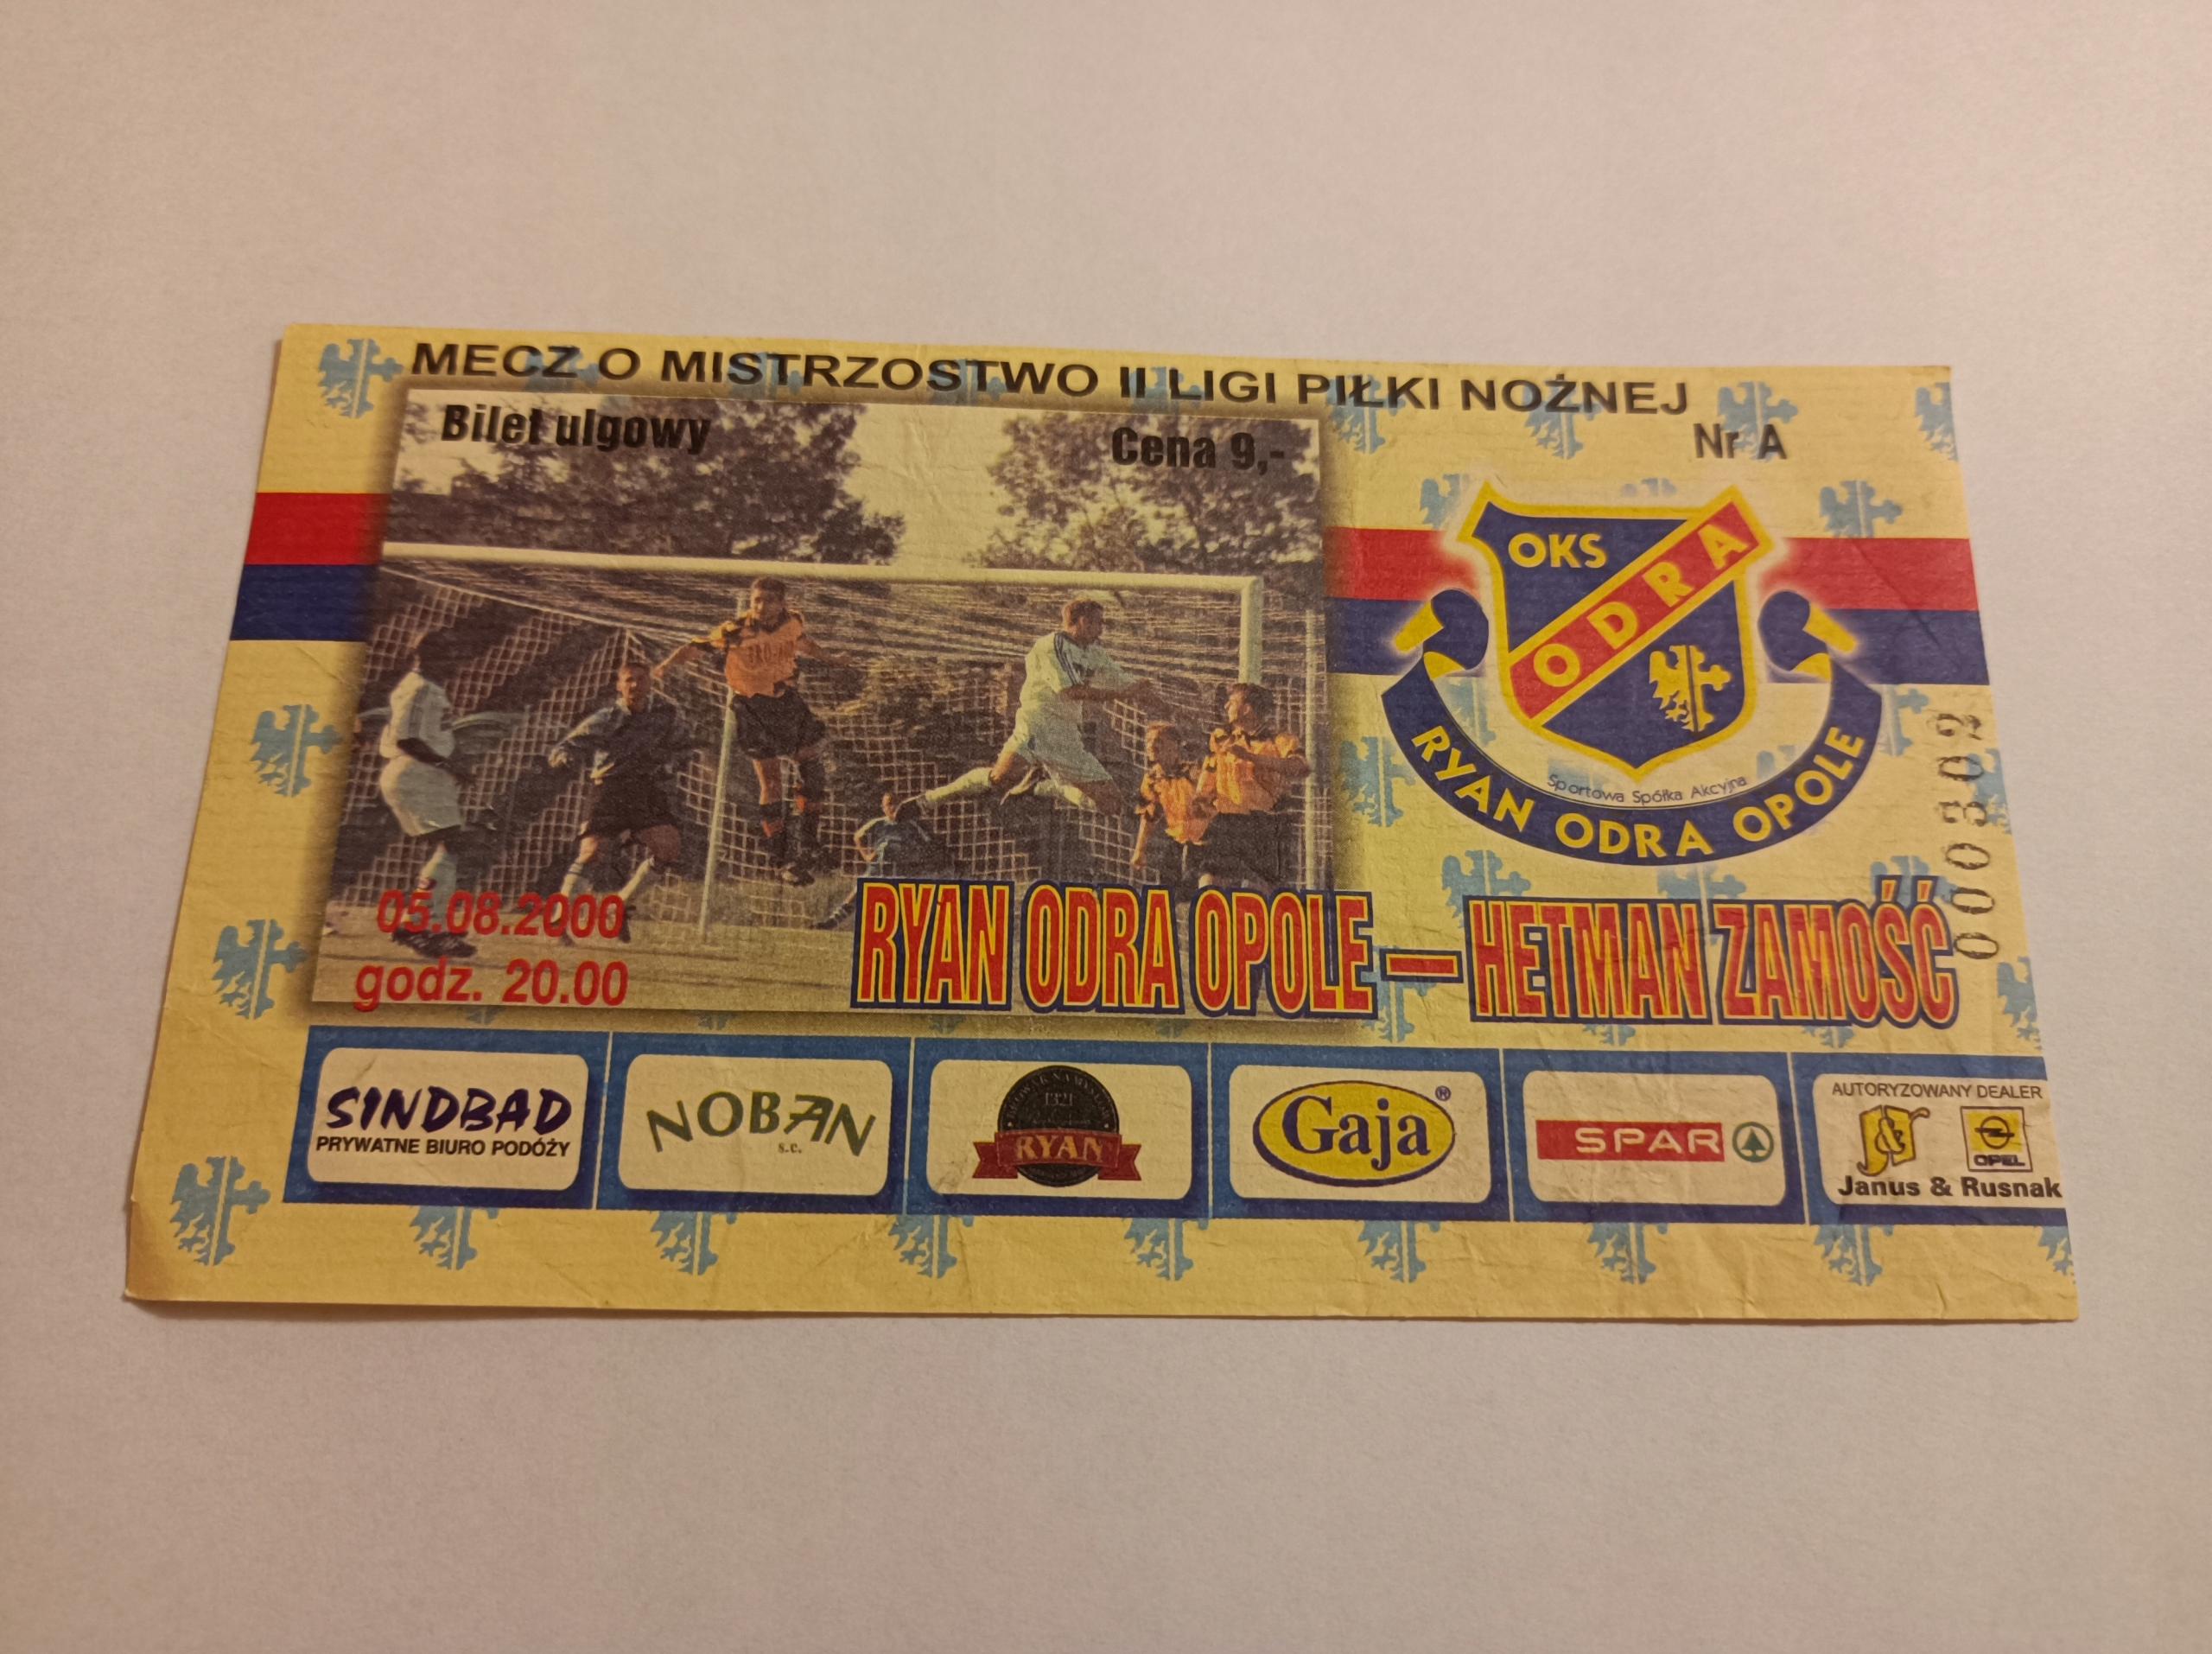 MECZ O MISTRZOSTWO II LIGI PIŁKI NOŻNEJ
Bilet ulgowy
Cena 9,-
Nr A
OKS
ODRA
Sportowa Spółka Akcyjna
RYAN ODRA OPOLE
000302
05.08.2000
godz. 20.00
RYAN ODRA OPOLE – HETMAN ZAMOŚĆ
SINDBAD
PRYWATNE BIURO PODÓŻY
NOBAN
s.c.
1321
RYAN
Gaja®
SPAR
AUTORYZOWANY DEALER
J&R
OPEL
Janus & Rusnak